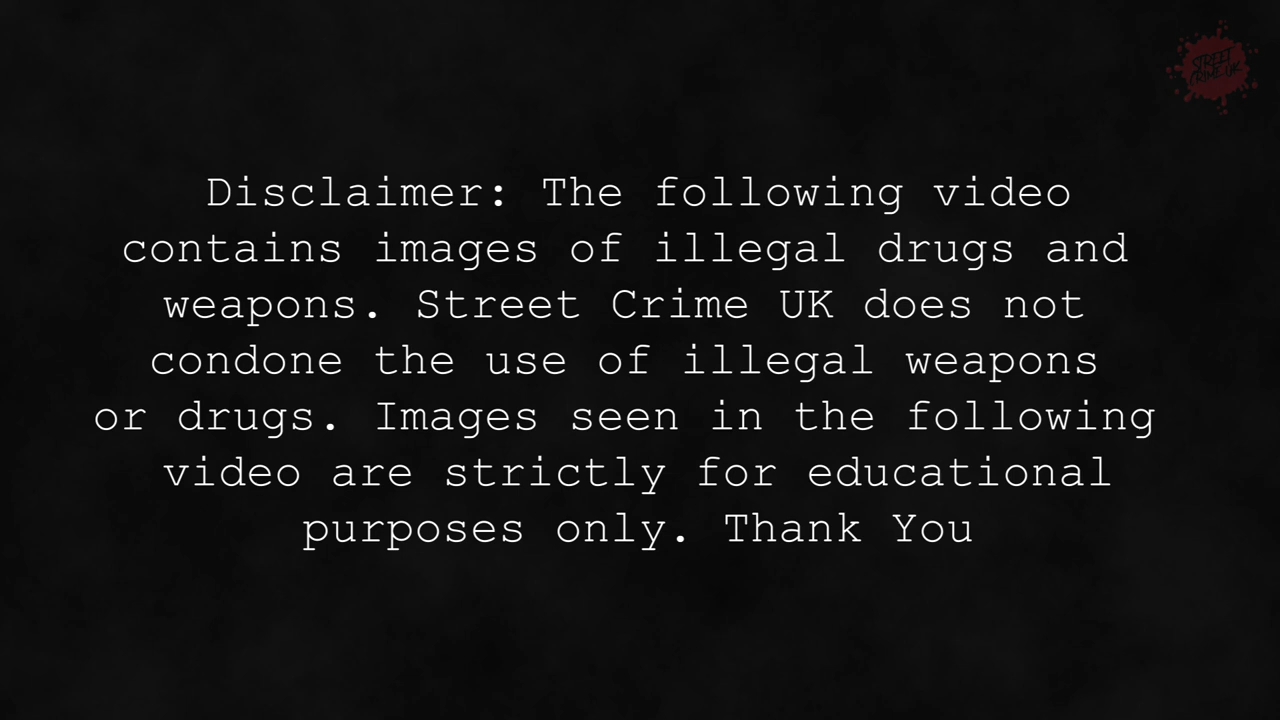 STREET
CRIME UK
Disclaimer: The following video
contains images of illegal drugs and
weapons. Street Crime UK does not
condone the use of illegal weapons
or drugs. Images seen in the following
video are strictly for educational
purposes only. Thank You